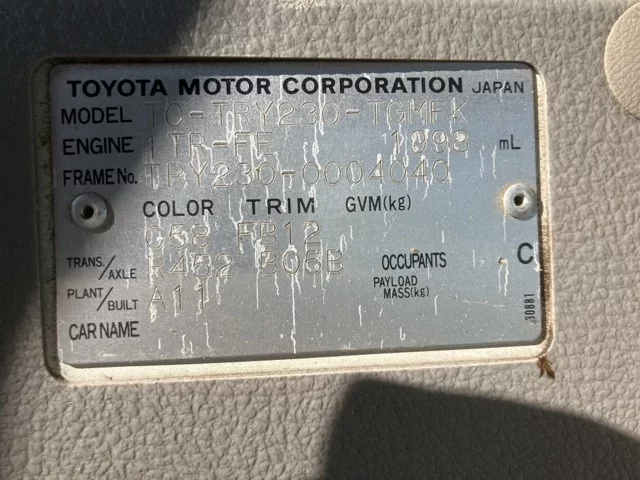 TOYOTA MOTOR CORPORATION JAPAN
MODEL TC-TRY230-TGMFK
ENGINE 1TR-FE 1998 mL
FRAME No. TRY230-0004040
COLOR TRIM GVM(kg)
058 FB12
C
TRANS./AXLE R452 B05B OCCUPANTS
PAYLOAD MASS(kg)
PLANT/BUILT A11
CAR NAME
30881